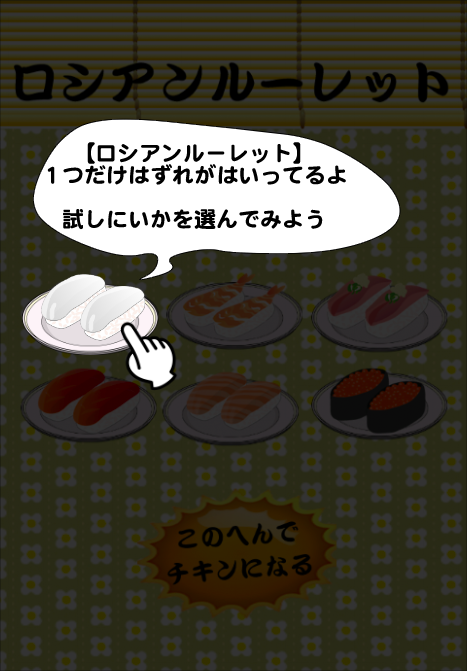 ロシアンルーレット
【ロシアンルーレット】
１つだけはずれがはいってるよ
試しにいかを選んでみよう
このへんで
チキンになる